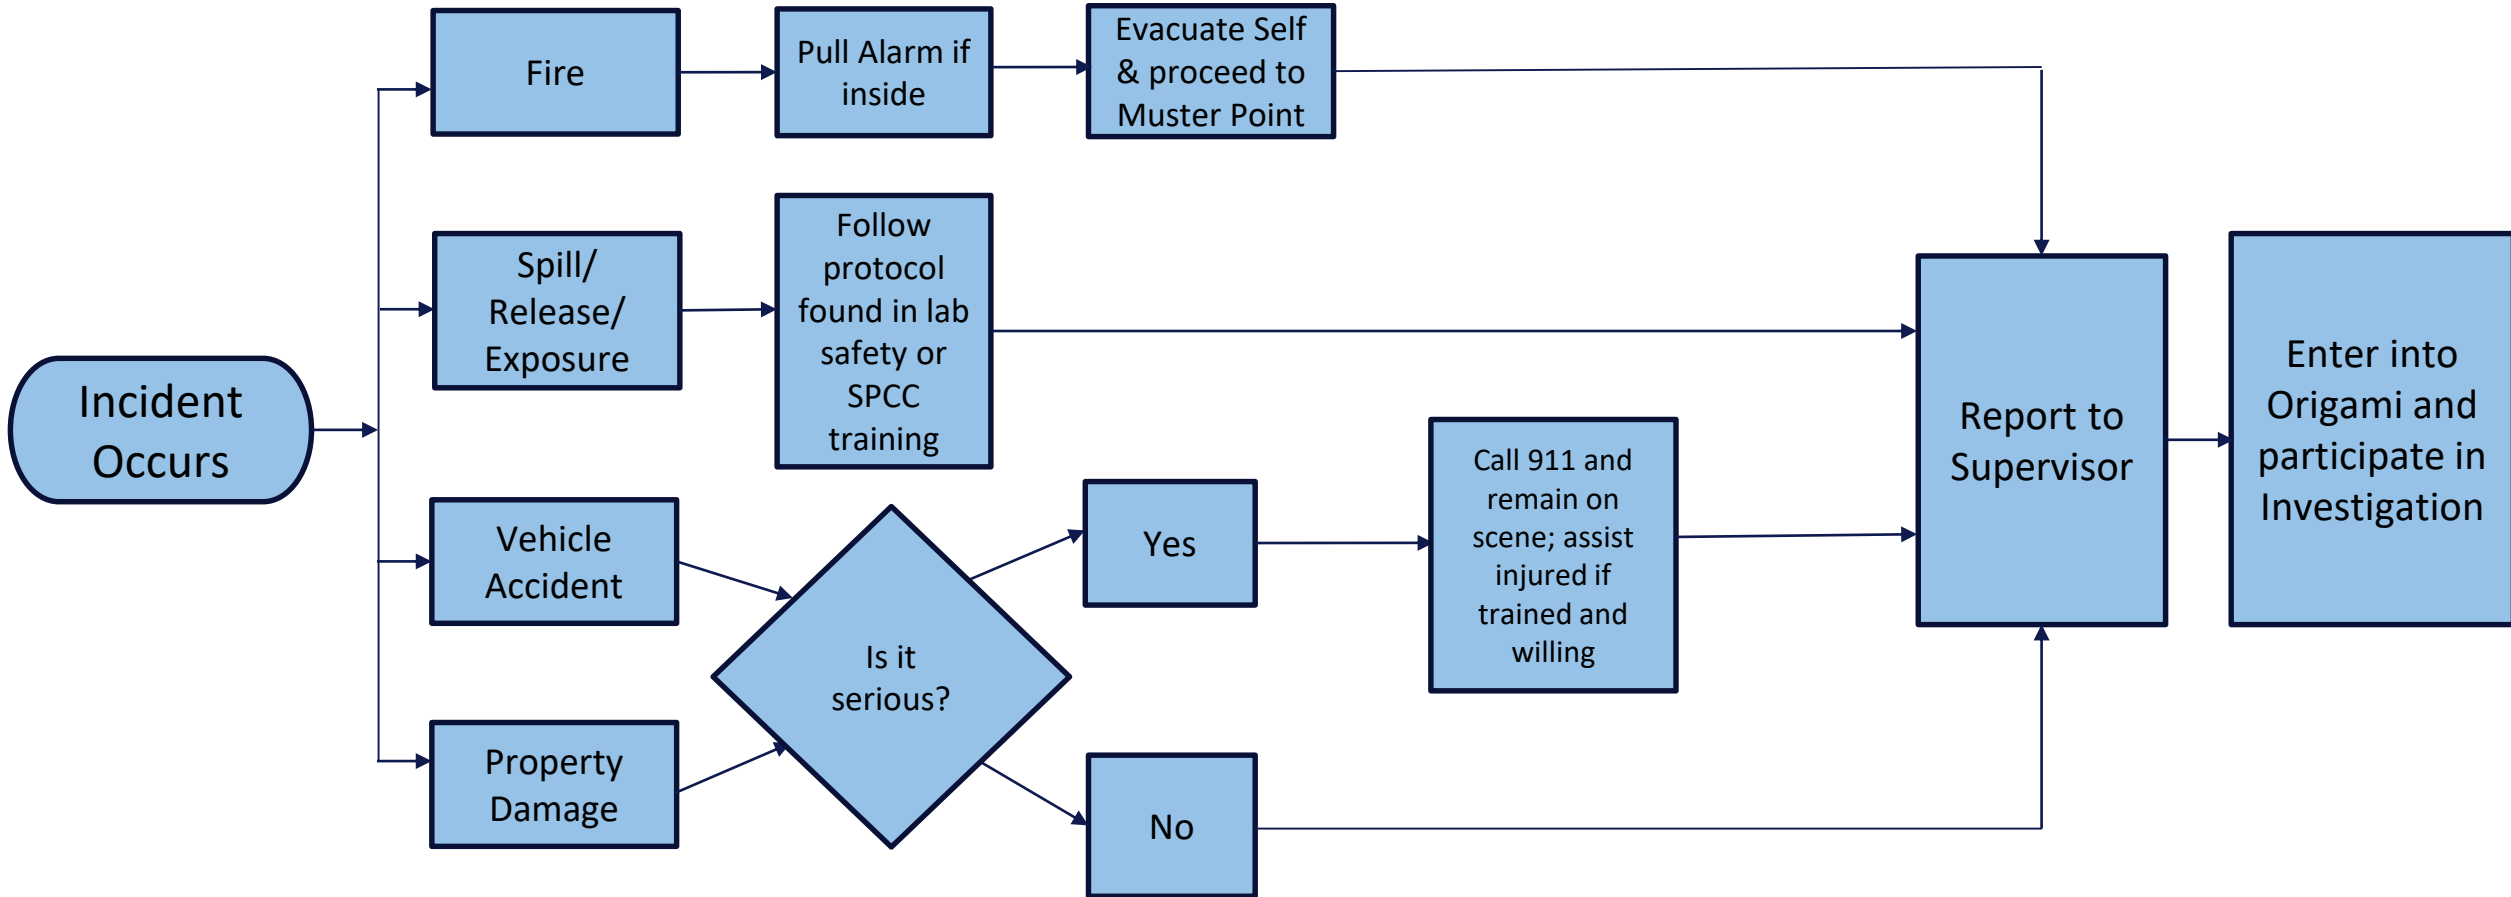 Incident
Occurs
Fire
Pull Alarm if
inside
Evacuate Self
& proceed to
Muster Point
Spill/
Release/
Exposure
Follow
protocol
found in lab
safety or
SPCC
training
Vehicle
Accident
Property
Damage
Is it
serious?
Yes
No
Call 911 and
remain on
scene; assist
injured if
trained and
willing
Report to
Supervisor
Enter into
Origami and
participate in
Investigation